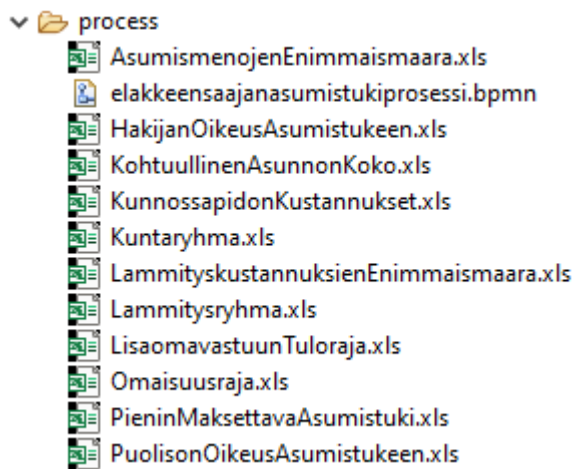 process
AsumismenojenEnimmaismaara.xls
elakkeensaajanasumistukiprosessi.bpmn
HakijanOikeusAsumistukeen.xls
KohtuullinenAsunnonKoko.xls
KunnossapidonKustannukset.xls
Kuntaryhma.xls
LammityskustannuksienEnimmaismaara.xls
Lammitysryhma.xls
LisaomavastuunTuloraja.xls
Omaisuusraja.xls
PieninMaksettavaAsumistuki.xls
PuolisonOikeusAsumistukeen.xls